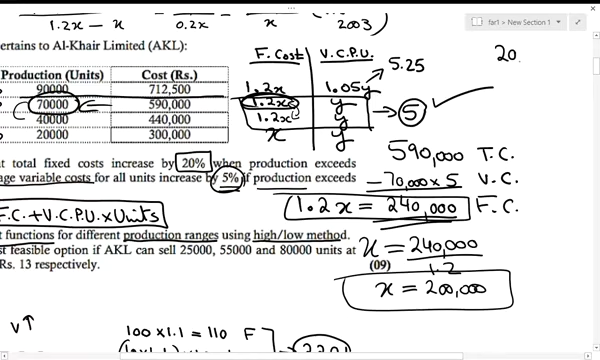 1.2x - x 0.2x x 2003)
far1 > New Section 1
ertains to Al-Khair Limited (AKL):
F. Cost V.C.P.U. 5.25 20
Production (Units) Cost (Rs.)
90000 712,500 1.2x 1.05y
70000 590,000 1.2x y → 5
40000 440,000 1.2x y
20000 300,000 x y
590,000 T.C.
t total fixed costs increase by 20% when production exceeds
- 70,000 x 5 V.C.
age variable costs for all units increase by 5% if production exceeds
1.2x = 240,000 F.C.
F.C. + V.C.P.U x Units
t functions for different production ranges using high/low method.
st feasible option if AKL can sell 25000, 55000 and 80000 units at
Rs. 13 respectively. (09)
x = 240,000
1.2
x = 200,000
V↑
100 x 1.1 = 110 F